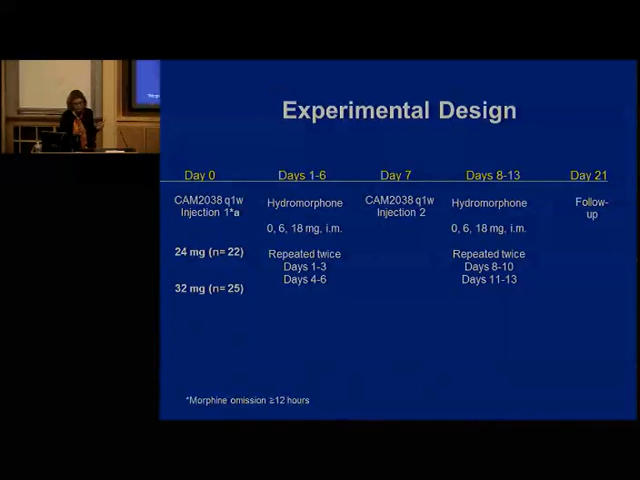 Experimental Design
Day 0 Days 1-6 Day 7 Days 8-13 Day 21
CAM2038 q1w
Injection 1*a
24 mg (n= 22)
32 mg (n= 25)
Hydromorphone
0, 6, 18 mg, i.m.
Repeated twice
Days 1-3
Days 4-6
CAM2038 q1w
Injection 2
Hydromorphone
0, 6, 18 mg, i.m.
Repeated twice
Days 8-10
Days 11-13
Follow-
up
*Morphine omission ≥12 hours